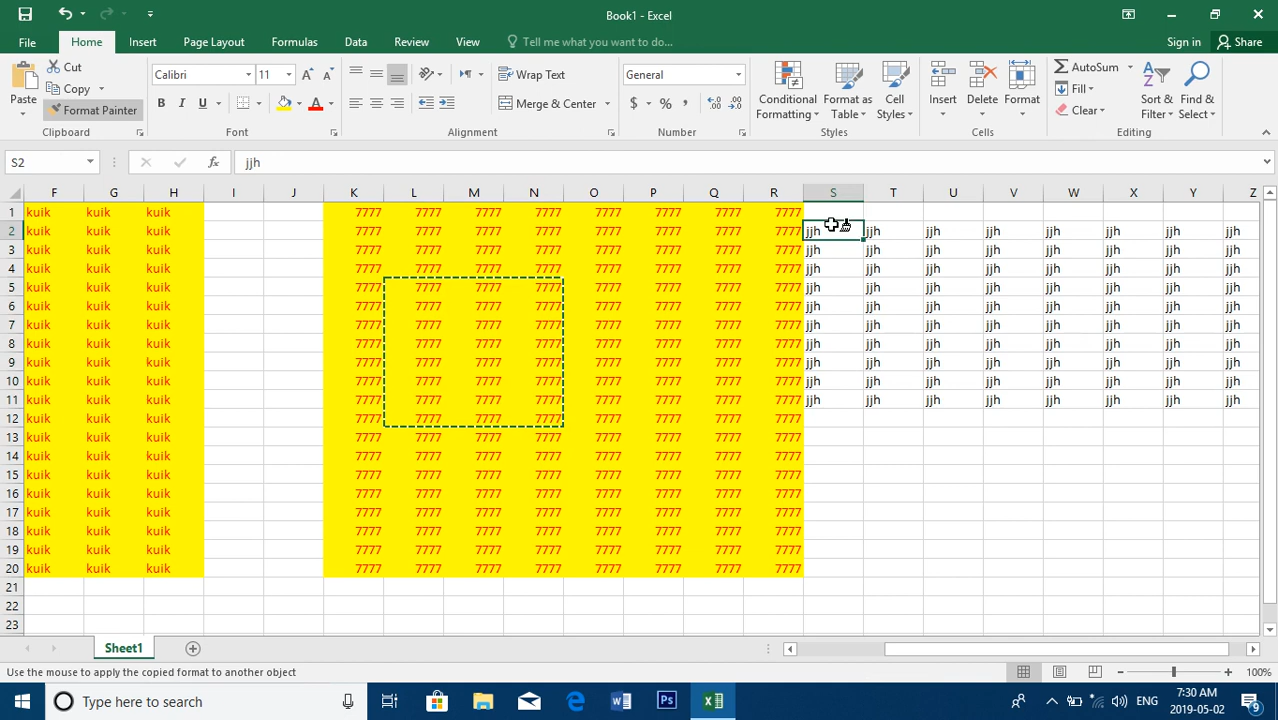 Book1 - Excel
File Home Insert Page Layout Formulas Data Review View Tell me what you want to do... Sign in Share
Paste Cut Copy Format Painter Clipboard
Calibri 11 A A B I U A Font
Wrap Text Merge & Center Alignment
General $ % , Number
Conditional Formatting Format as Table Cell Styles Styles
Insert Delete Format Cells
AutoSum Fill Clear Sort & Filter Find & Select Editing
S2 fx jjh
F G H I J K L M N O P Q R S T U V W X Y Z
1 kuik kuik kuik 7777 7777 7777 7777 7777 7777 7777 7777
2 kuik kuik kuik 7777 7777 7777 7777 7777 7777 7777 7777 jjh jjh jjh jjh jjh jjh jjh jjh
3 kuik kuik kuik 7777 7777 7777 7777 7777 7777 7777 7777 jjh jjh jjh jjh jjh jjh jjh jjh
4 kuik kuik kuik 7777 7777 7777 7777 7777 7777 7777 7777 jjh jjh jjh jjh jjh jjh jjh jjh
5 kuik kuik kuik 7777 7777 7777 7777 7777 7777 7777 7777 jjh jjh jjh jjh jjh jjh jjh jjh
6 kuik kuik kuik 7777 7777 7777 7777 7777 7777 7777 7777 jjh jjh jjh jjh jjh jjh jjh jjh
7 kuik kuik kuik 7777 7777 7777 7777 7777 7777 7777 7777 jjh jjh jjh jjh jjh jjh jjh jjh
8 kuik kuik kuik 7777 7777 7777 7777 7777 7777 7777 7777 jjh jjh jjh jjh jjh jjh jjh jjh
9 kuik kuik kuik 7777 7777 7777 7777 7777 7777 7777 7777 jjh jjh jjh jjh jjh jjh jjh jjh
10 kuik kuik kuik 7777 7777 7777 7777 7777 7777 7777 7777 jjh jjh jjh jjh jjh jjh jjh jjh
11 kuik kuik kuik 7777 7777 7777 7777 7777 7777 7777 7777 jjh jjh jjh jjh jjh jjh jjh jjh
12 kuik kuik kuik 7777 7777 7777 7777 7777 7777 7777 7777
13 kuik kuik kuik 7777 7777 7777 7777 7777 7777 7777 7777
14 kuik kuik kuik 7777 7777 7777 7777 7777 7777 7777 7777
15 kuik kuik kuik 7777 7777 7777 7777 7777 7777 7777 7777
16 kuik kuik kuik 7777 7777 7777 7777 7777 7777 7777 7777
17 kuik kuik kuik 7777 7777 7777 7777 7777 7777 7777 7777
18 kuik kuik kuik 7777 7777 7777 7777 7777 7777 7777 7777
19 kuik kuik kuik 7777 7777 7777 7777 7777 7777 7777 7777
20 kuik kuik kuik 7777 7777 7777 7777 7777 7777 7777 7777
21
22
23
Sheet1
Use the mouse to apply the copied format to another object 100%
Type here to search W Ps ENG 7:30 AM
2019-05-02 9